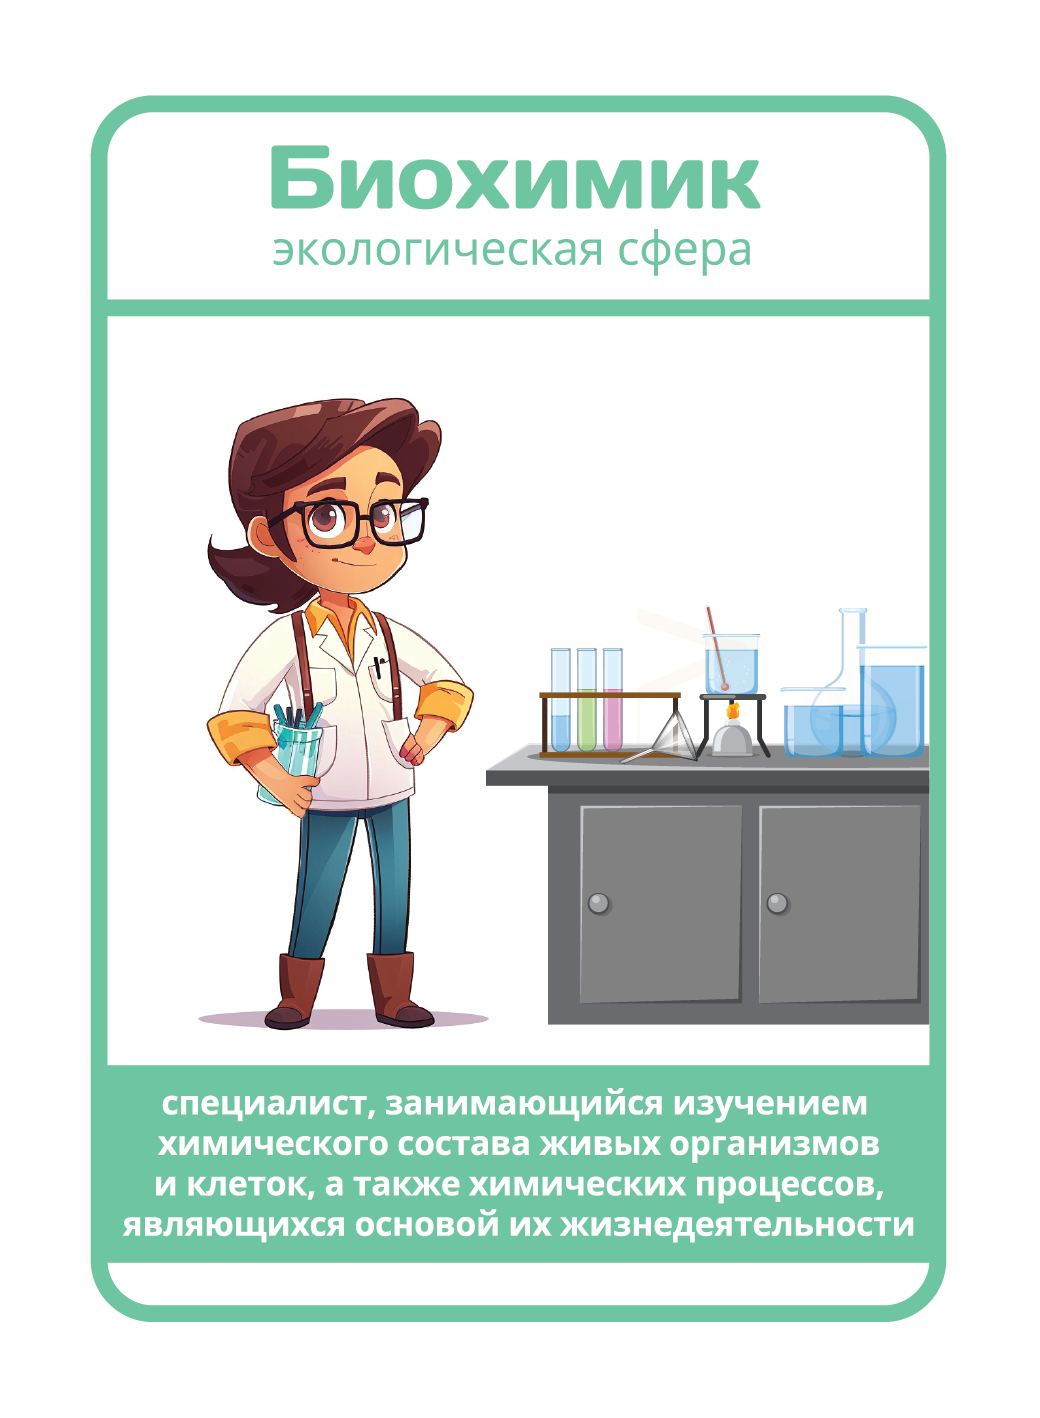 Биохимик
экологическая сфера
специалист, занимающийся изучением
химического состава живых организмов
и клеток, а также химических процессов,
являющихся основой их жизнедеятельности